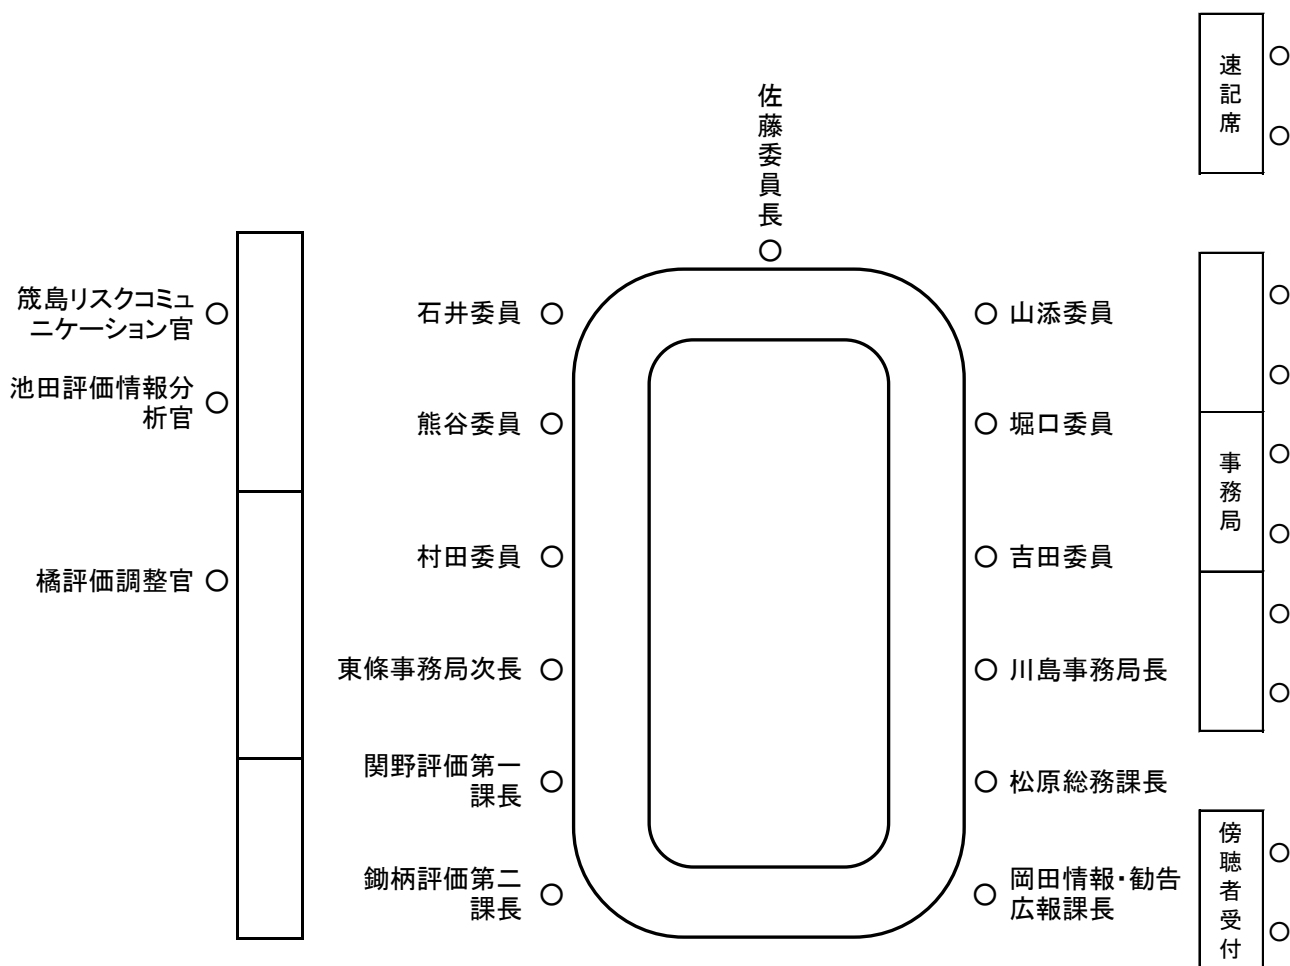 速記席
佐藤委員長
筬島リスクコミュ
ニケーション官
石井委員
山添委員
池田評価情報分
析官
熊谷委員
堀口委員
事務局
橘評価調整官
村田委員
吉田委員
東條事務局次長
川島事務局長
関野評価第一
課長
松原総務課長
鋤柄評価第二
課長
岡田情報・勧告
広報課長
傍聴者受付